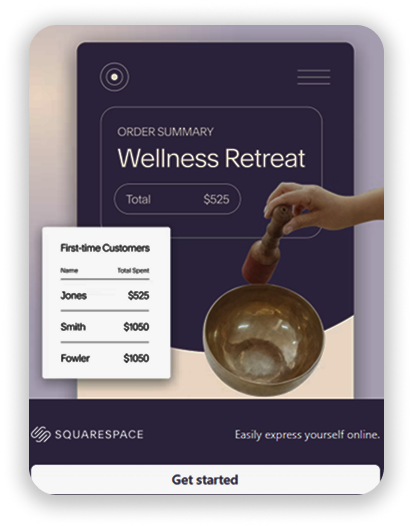 ORDER SUMMARY
Wellness Retreat
Total $525
First-time Customers
Name Total Spent
Jones $525
Smith $1050
Fowler $1050
SQUARESPACE Easily express yourself online.
Get started